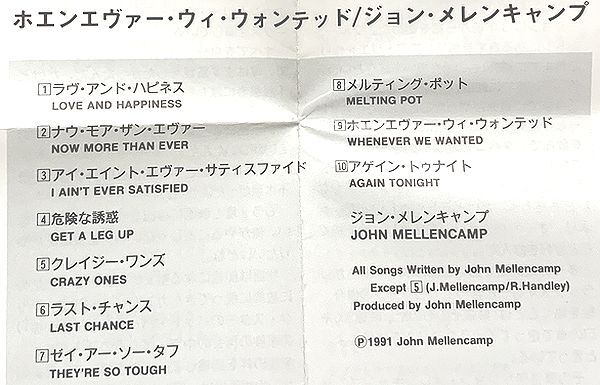 ホエンエヴァー・ウィ・ウォンテッド/ジョン・メレンキャンプ
1 ラヴ・アンド・ハピネス
LOVE AND HAPPINESS
2 ナウ・モア・ザン・エヴァー
NOW MORE THAN EVER
3 アイ・エイント・エヴァー・サティスファイド
I AIN'T EVER SATISFIED
4 危険な誘惑
GET A LEG UP
5 クレイジー・ワンズ
CRAZY ONES
6 ラスト・チャンス
LAST CHANCE
7 ゼイ・アー・ソー・タフ
THEY'RE SO TOUGH
8 メルティング・ポット
MELTING POT
9 ホエンエヴァー・ウィ・ウォンテッド
WHENEVER WE WANTED
10 アゲイン・トゥナイト
AGAIN TONIGHT
ジョン・メレンキャンプ
JOHN MELLENCAMP
All Songs Written by John Mellencamp
Except 5 (J.Mellencamp/R.Handley)
Produced by John Mellencamp
Ⓟ1991 John Mellencamp